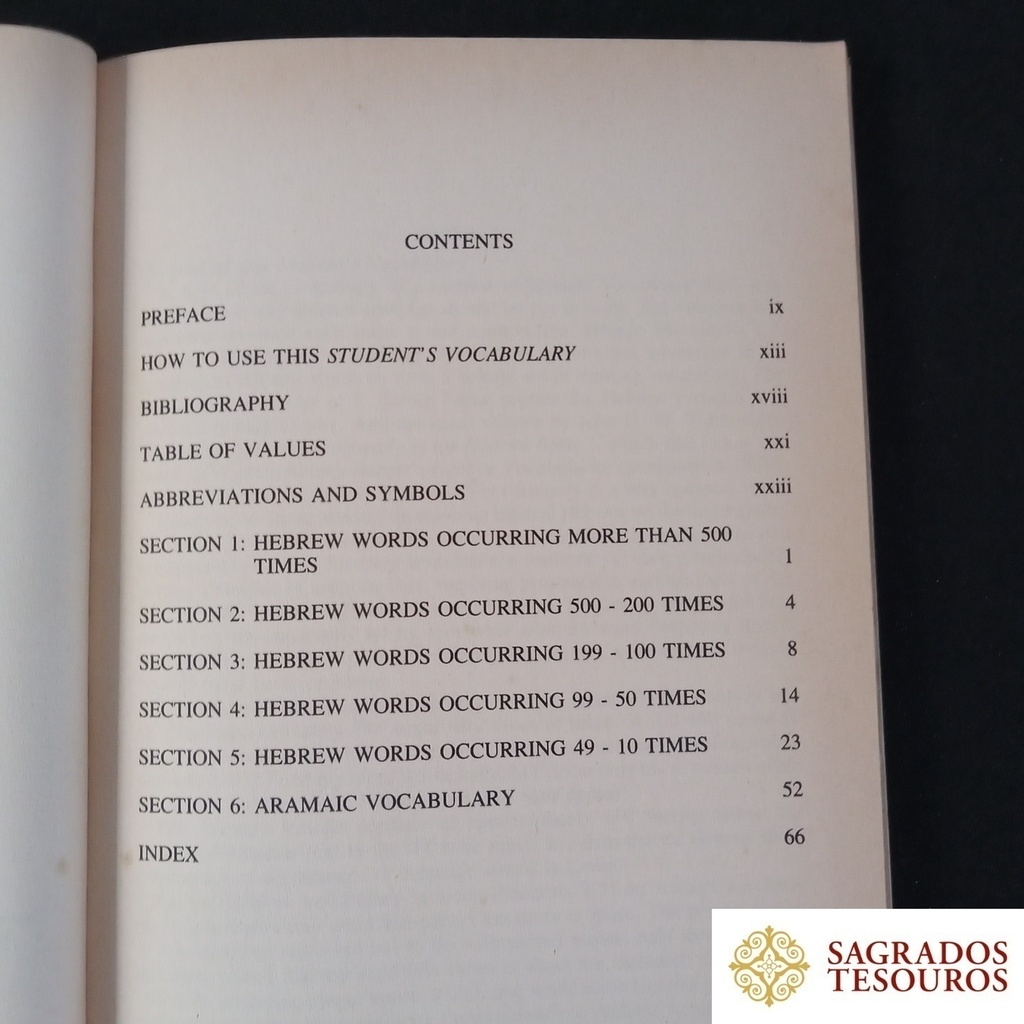 CONTENTS
PREFACE ix
HOW TO USE THIS STUDENT'S VOCABULARY xiii
BIBLIOGRAPHY xviii
TABLE OF VALUES xxi
ABBREVIATIONS AND SYMBOLS xxiii
SECTION 1: HEBREW WORDS OCCURRING MORE THAN 500
TIMES 1
SECTION 2: HEBREW WORDS OCCURRING 500 - 200 TIMES 4
SECTION 3: HEBREW WORDS OCCURRING 199 - 100 TIMES 8
SECTION 4: HEBREW WORDS OCCURRING 99 - 50 TIMES 14
SECTION 5: HEBREW WORDS OCCURRING 49 - 10 TIMES 23
SECTION 6: ARAMAIC VOCABULARY 52
INDEX 66
SAGRADOS
TESOUROS